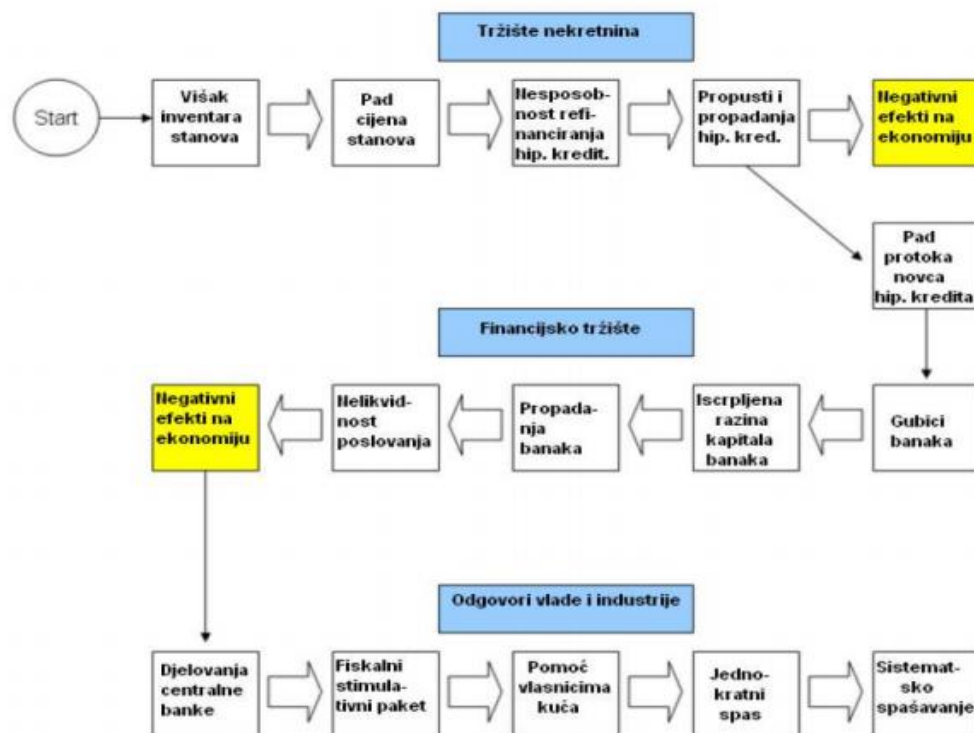 Tržište nekretnina
Start
Višak
inventara
stanova
Pad
cijena
stanova
Nesposob-
nost refi-
nanciranja
hip. kredit.
Propusti i
propadanja
hip. kred.
Negativni
efekti na
ekonomiju
Pad
protoka
novca
hip. kredita
Financijsko tržište
Negativni
efekti na
ekonomiju
Nelikvid-
nost
poslovanja
Propada-
nja
banaka
Iscrpljena
razina
kapitala
banaka
Gubici
banaka
Odgovori vlade i industrije
Djelovanja
centralne
banke
Fiskalni
stimula-
tivni paket
Pomoć
vlasnicima
kuča
Jedno-
kratni
spas
Sistemat-
sko
spašavanje